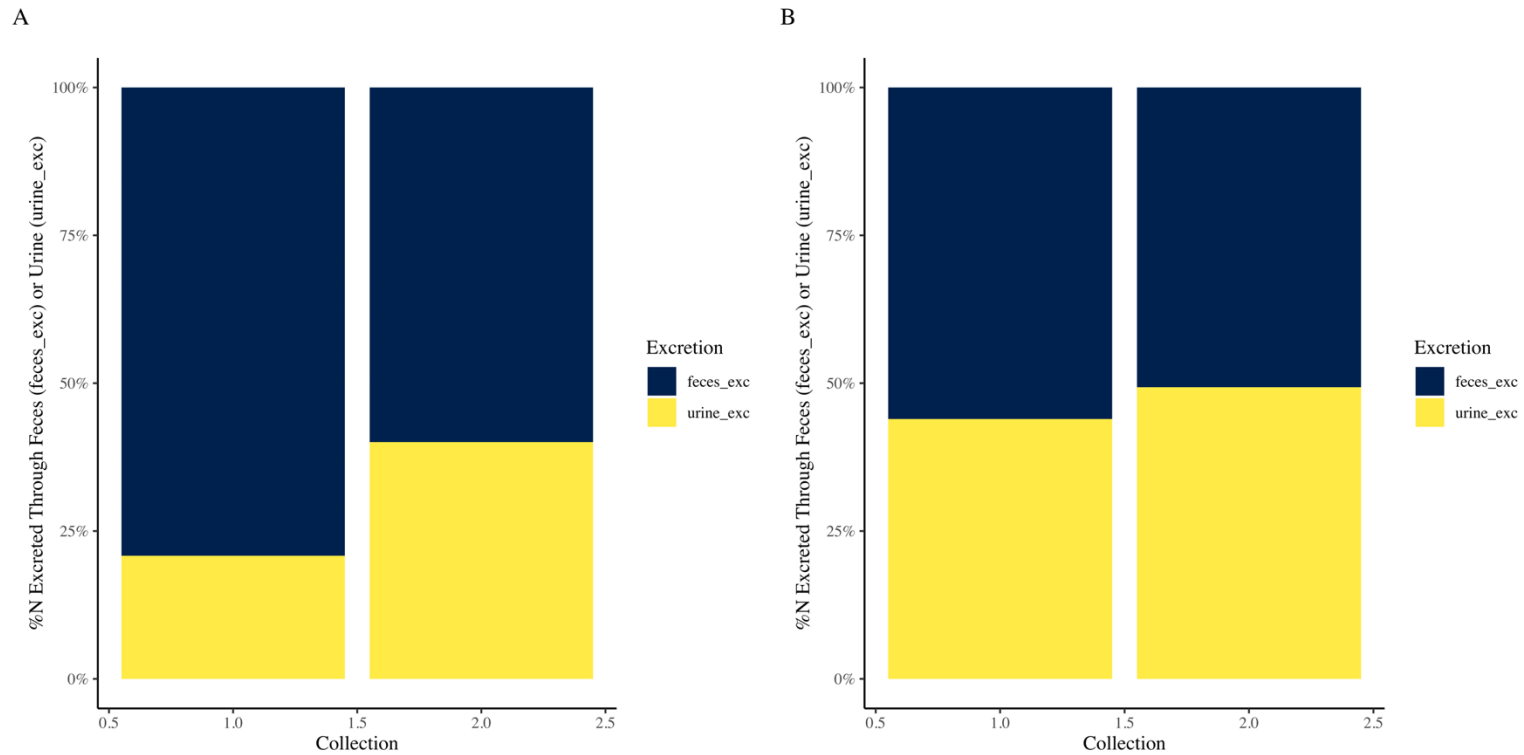 A
%N Excreted Through Feces (feces_exc) or Urine (urine_exc)
100%
75%
50%
25%
0%
0.5 1.0 1.5 2.0 2.5
Collection
Excretion
feces_exc
urine_exc
B
%N Excreted Through Feces (feces_exc) or Urine (urine_exc)
100%
75%
50%
25%
0%
0.5 1.0 1.5 2.0 2.5
Collection
Excretion
feces_exc
urine_exc